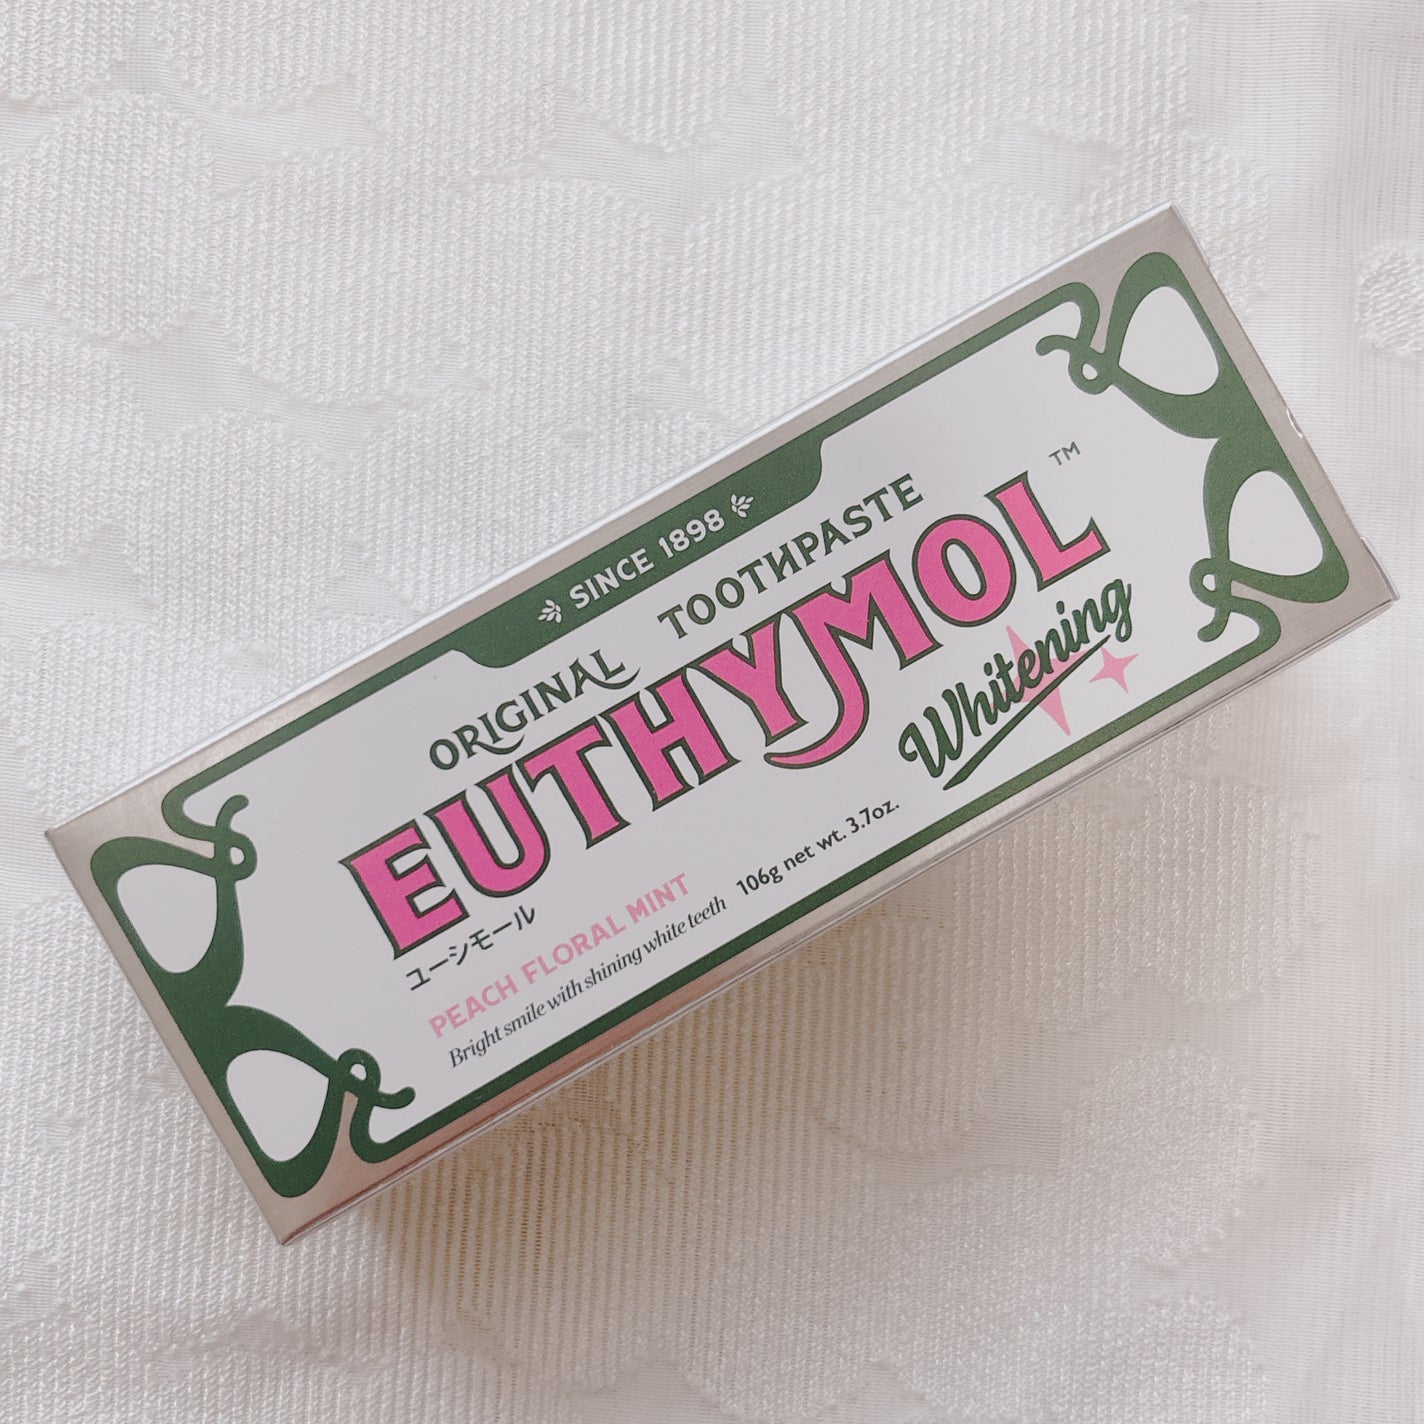 SINCE 1898
ORIGINAL TOOTHPASTE
EUTHYMOL™
Whitening
ユーシモール
PEACH FLORAL MINT
Bright smile with shining white teeth
106g net wt. 3.7oz.